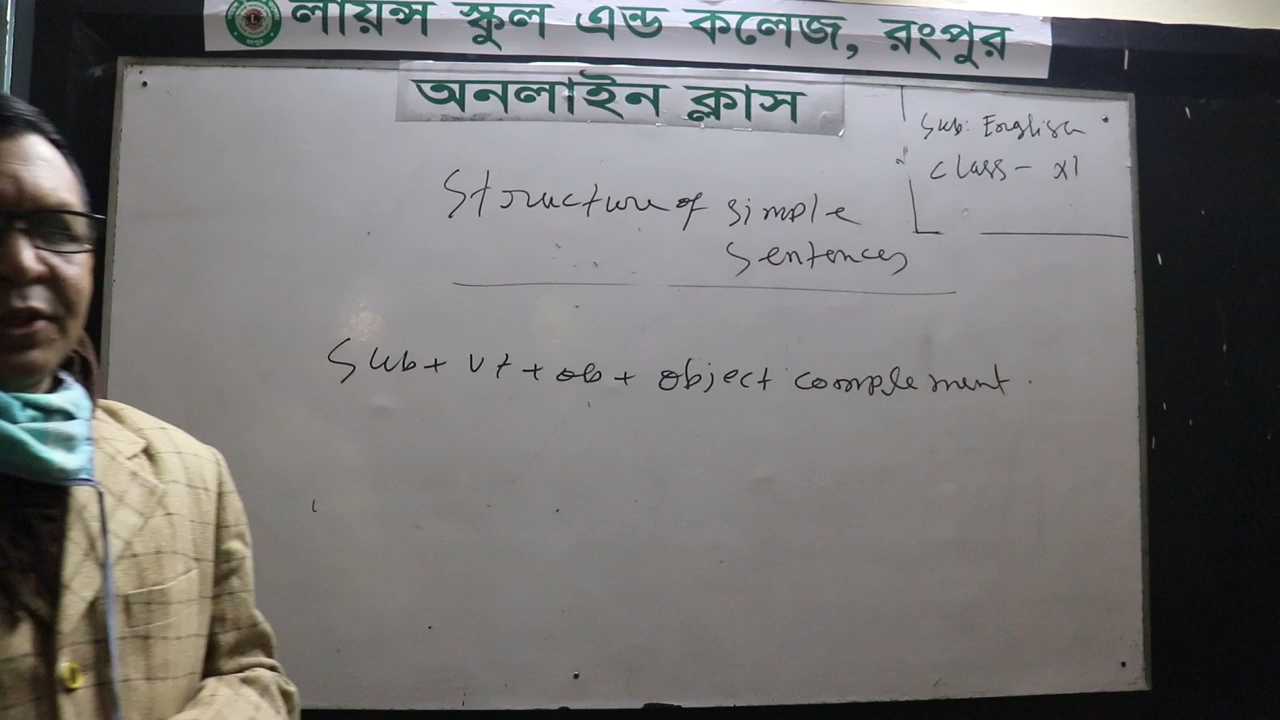 লায়ন্স স্কুল এন্ড কলেজ, রংপুর
অনলাইন ক্লাস
Sub: English
Class- XI
Structure of simple
sentences
Sub + vt + ob + object complement.